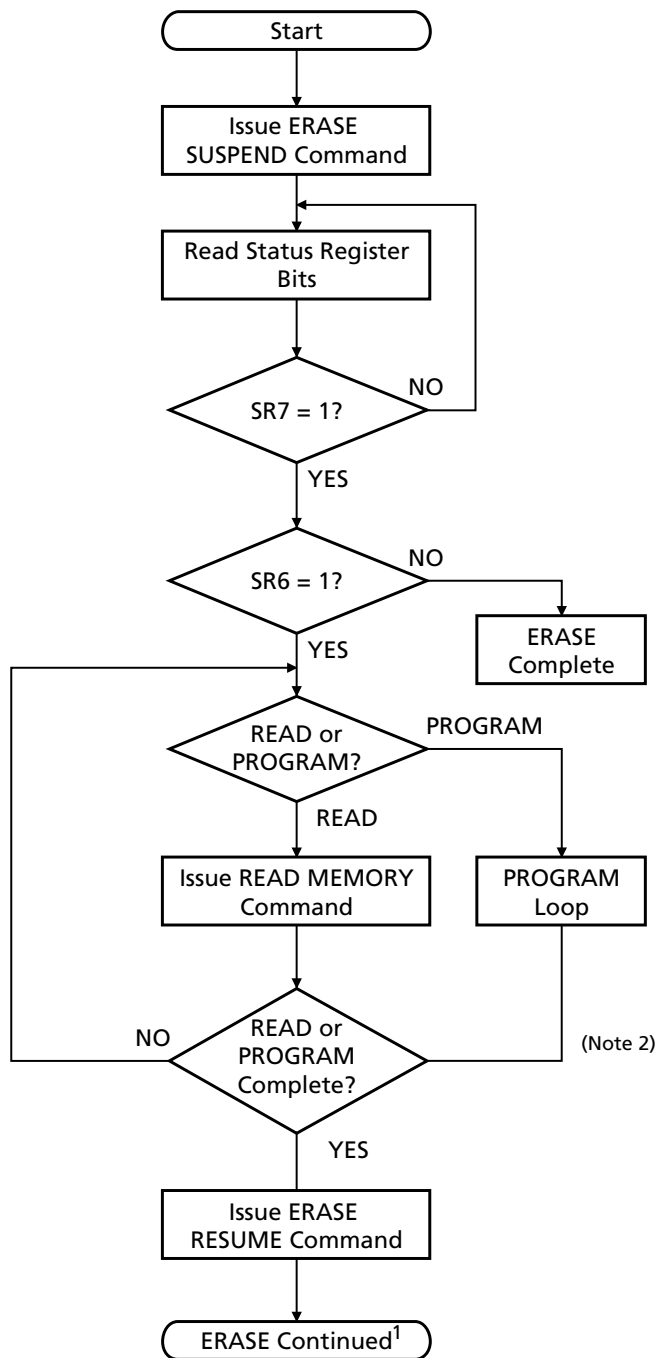 Start
Issue ERASE
SUSPEND Command
Read Status Register
Bits
SR7 = 1?
NO
YES
SR6 = 1?
NO
ERASE
Complete
YES
READ or
PROGRAM?
PROGRAM
READ
Issue READ MEMORY
Command
PROGRAM
Loop
READ or
PROGRAM
Complete?
NO
(Note 2)
YES
Issue ERASE
RESUME Command
ERASE Continued¹